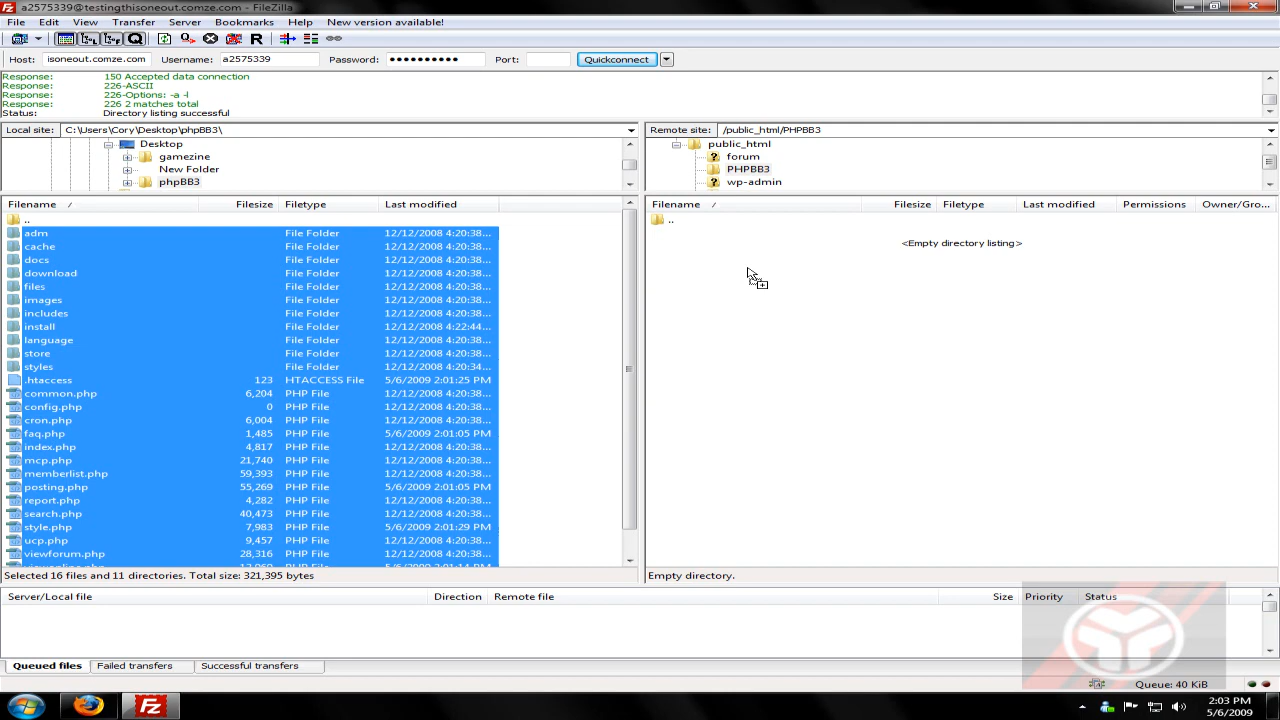 a2575339@testingthisoneout.comze.com - FileZilla
File Edit View Transfer Server Bookmarks Help New version available!
Host: isoneout.comze.com Username: a2575339 Password: ●●●●●●●●●● Port: Quickconnect
Response: 150 Accepted data connection
Response: 226-ASCII
Response: 226-Options: -a -l
Response: 226 2 matches total
Status: Directory listing successful
Local site: C:\Users\Cory\Desktop\phpBB3\
Desktop
gamezine
New Folder
phpBB3
Remote site: /public_html/PHPBB3
public_html
forum
PHPBB3
wp-admin
Filename / Filesize Filetype Last modified
..
adm File Folder 12/12/2008 4:20:38...
cache File Folder 12/12/2008 4:20:38...
docs File Folder 12/12/2008 4:20:38...
download File Folder 12/12/2008 4:20:38...
files File Folder 12/12/2008 4:20:38...
images File Folder 12/12/2008 4:20:38...
includes File Folder 12/12/2008 4:20:38...
install File Folder 12/12/2008 4:22:44...
language File Folder 12/12/2008 4:20:38...
store File Folder 12/12/2008 4:20:38...
styles File Folder 12/12/2008 4:20:34...
.htaccess 123 HTACCESS File 5/6/2009 2:01:25 PM
common.php 6,204 PHP File 12/12/2008 4:20:38...
config.php 0 PHP File 12/12/2008 4:20:38...
cron.php 6,004 PHP File 12/12/2008 4:20:38...
faq.php 1,485 PHP File 5/6/2009 2:01:05 PM
index.php 4,817 PHP File 12/12/2008 4:20:38...
mcp.php 21,740 PHP File 12/12/2008 4:20:38...
memberlist.php 59,393 PHP File 12/12/2008 4:20:38...
posting.php 55,269 PHP File 5/6/2009 2:01:05 PM
report.php 4,282 PHP File 12/12/2008 4:20:38...
search.php 40,473 PHP File 12/12/2008 4:20:38...
style.php 7,983 PHP File 5/6/2009 2:01:29 PM
ucp.php 9,457 PHP File 12/12/2008 4:20:38...
viewforum.php 28,316 PHP File 12/12/2008 4:20:38...
Selected 16 files and 11 directories. Total size: 321,395 bytes
Filename / Filesize Filetype Last modified Permissions Owner/Gro...
..
<Empty directory listing>
Empty directory.
Server/Local file Direction Remote file Size Priority Status
Queued files Failed transfers Successful transfers
Queue: 40 KiB
2:03 PM
5/6/2009